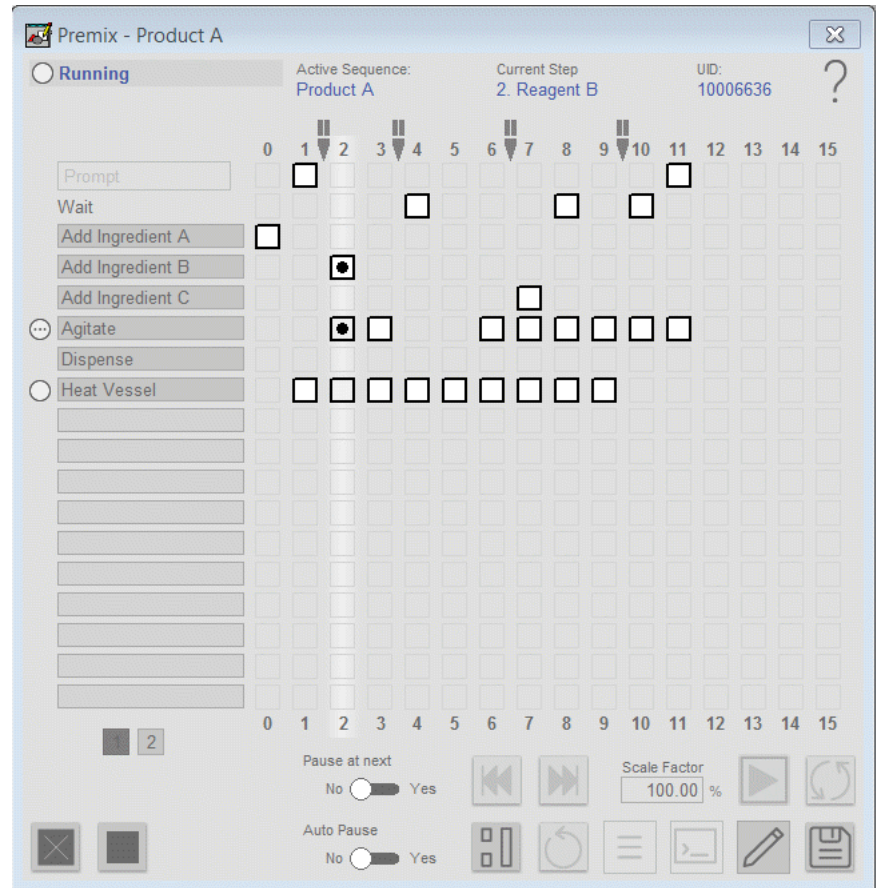 Premix - Product A
Running
Active Sequence:
Product A
Current Step
2. Reagent B
UID:
10006636
?
0 1 2 3 4 5 6 7 8 9 10 11 12 13 14 15
Prompt
Wait
Add Ingredient A
Add Ingredient B
Add Ingredient C
Agitate
Dispense
Heat Vessel
0 1 2 3 4 5 6 7 8 9 10 11 12 13 14 15
1 2
Pause at next
No Yes
Scale Factor
100.00 %
Auto Pause
No Yes